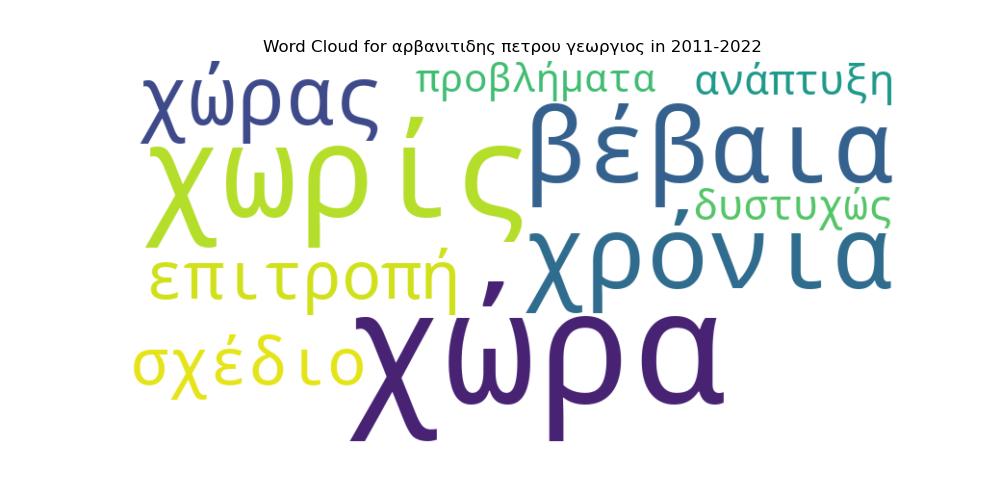 Word Cloud for αρβανιτιδης πετρου γεωργιος in 2011-2022
χώρας
προβλήματα
ανάπτυξη
χωρίς
βέβαια
δυστυχώς
επιτροπή
χρόνια
σχέδιο
χώρα